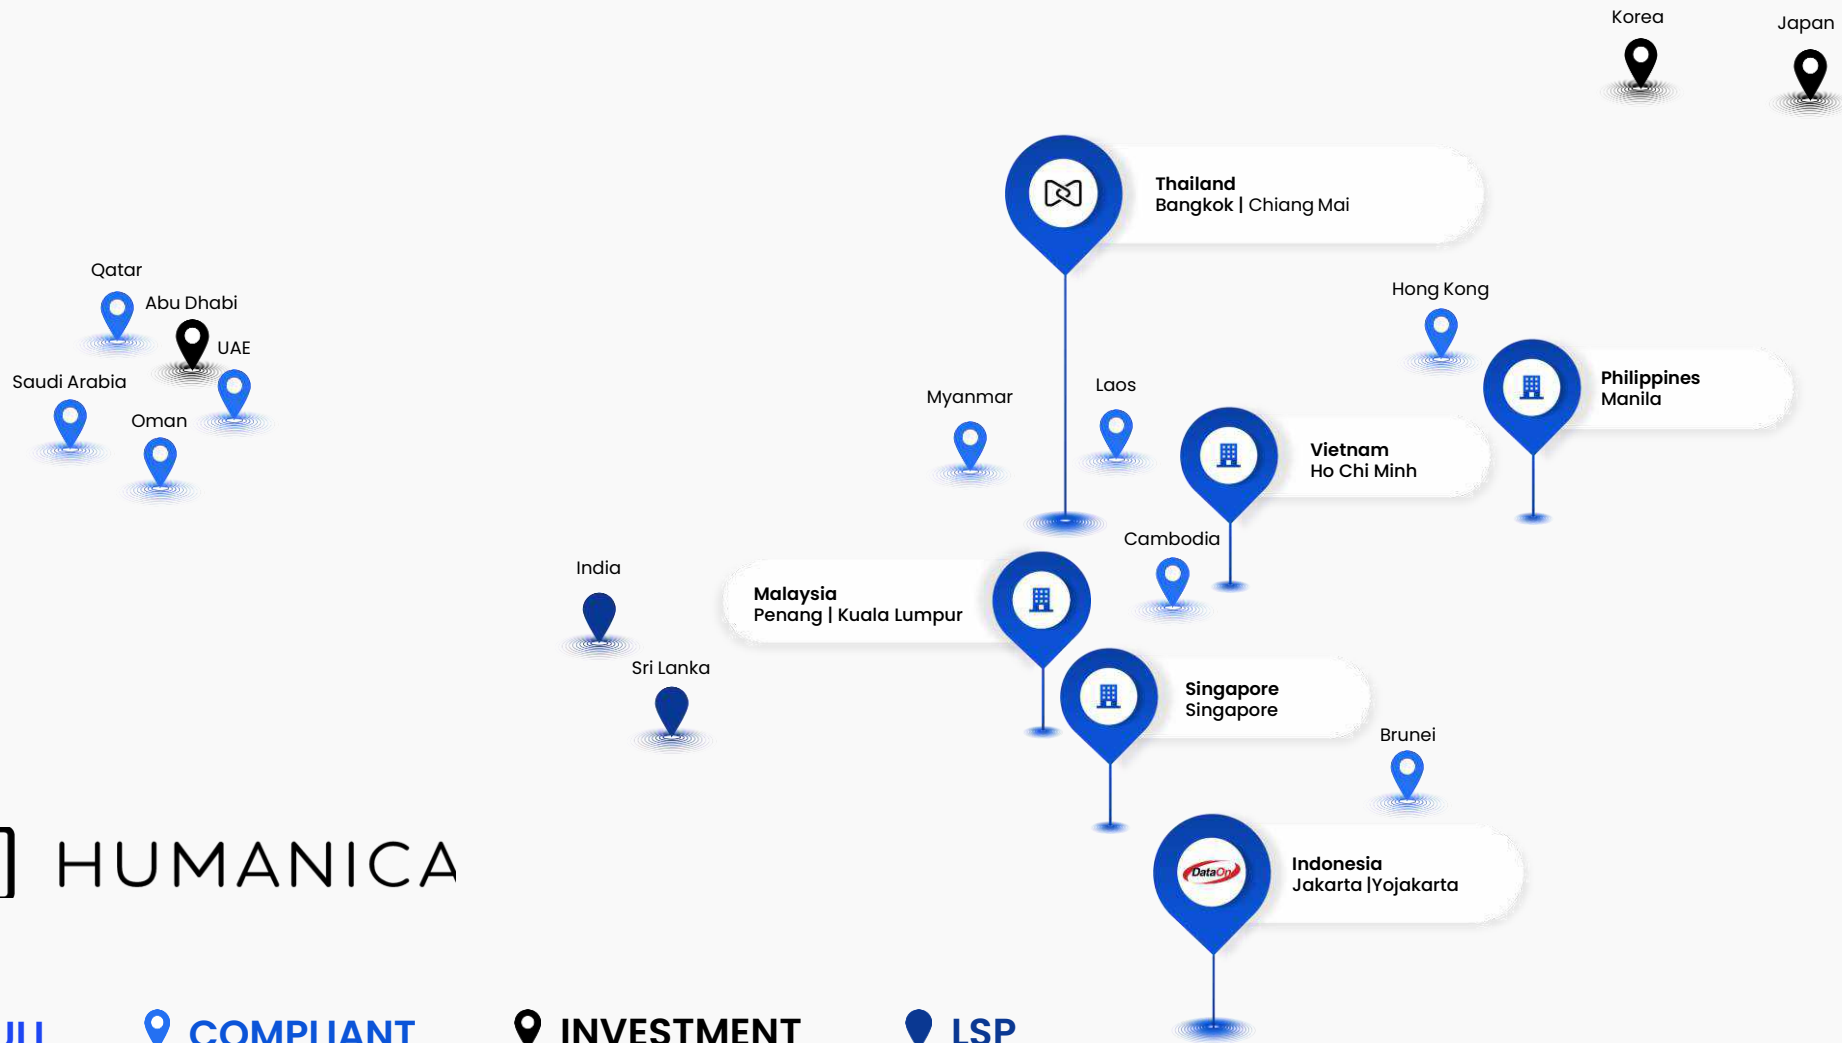 Korea
Japan
Thailand
Bangkok | Chiang Mai
Qatar
Abu Dhabi
Hong Kong
UAE
Saudi Arabia
Philippines
Manila
Myanmar
Laos
Oman
Vietnam
Ho Chi Minh
Cambodia
India
Malaysia
Penang | Kuala Lumpur
Sri Lanka
Singapore
Singapore
Brunei
HUMANICA
DataOn
Indonesia
Jakarta |Yojakarta
COMPLIANT
INVESTMENT
LSP